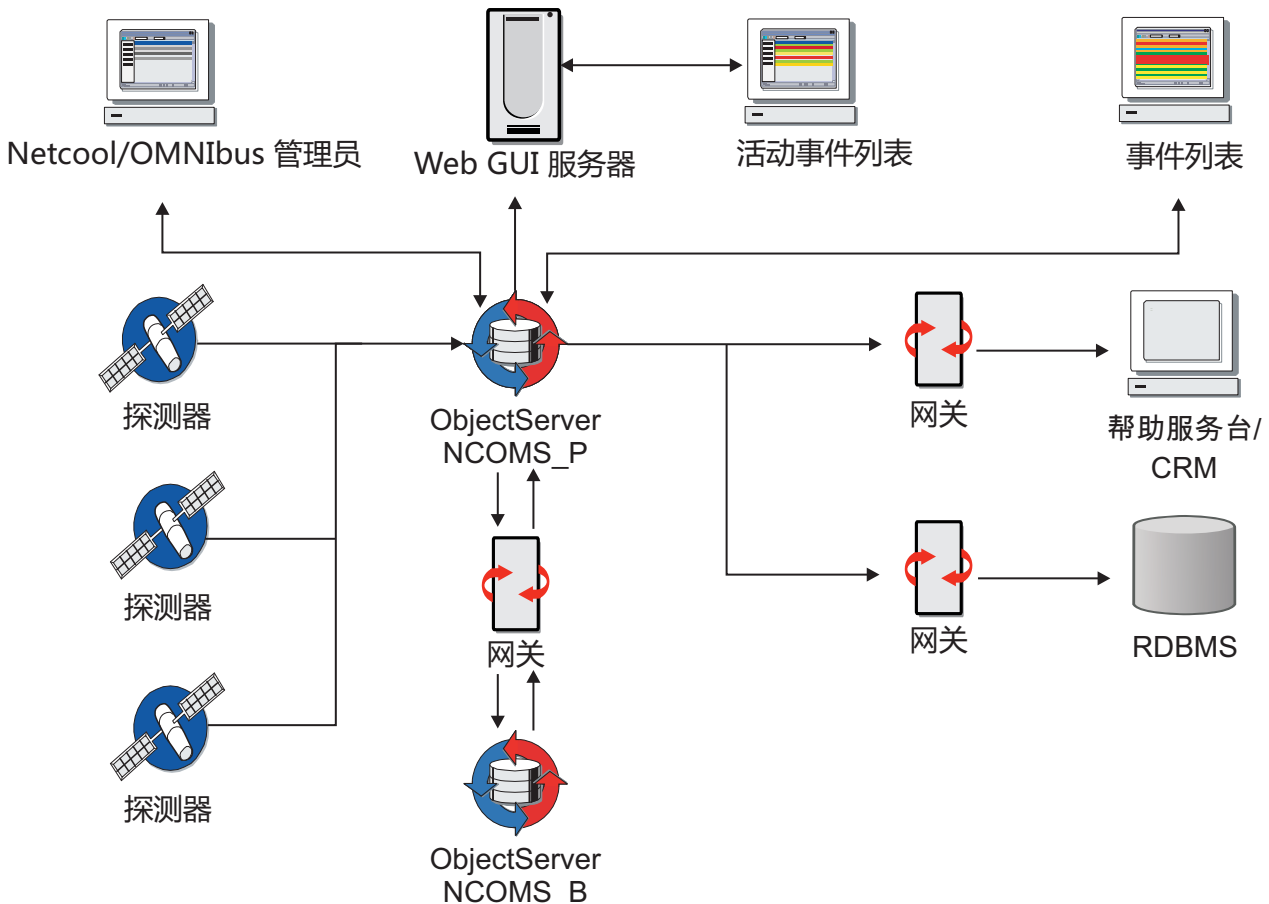 Netcool/OMNIbus 管理员
Web GUI 服务器
活动事件列表
事件列表
探测器
ObjectServer
NCOMS_P
网关
帮助服务台/
CRM
探测器
网关
网关
RDBMS
探测器
ObjectServer
NCOMS_B